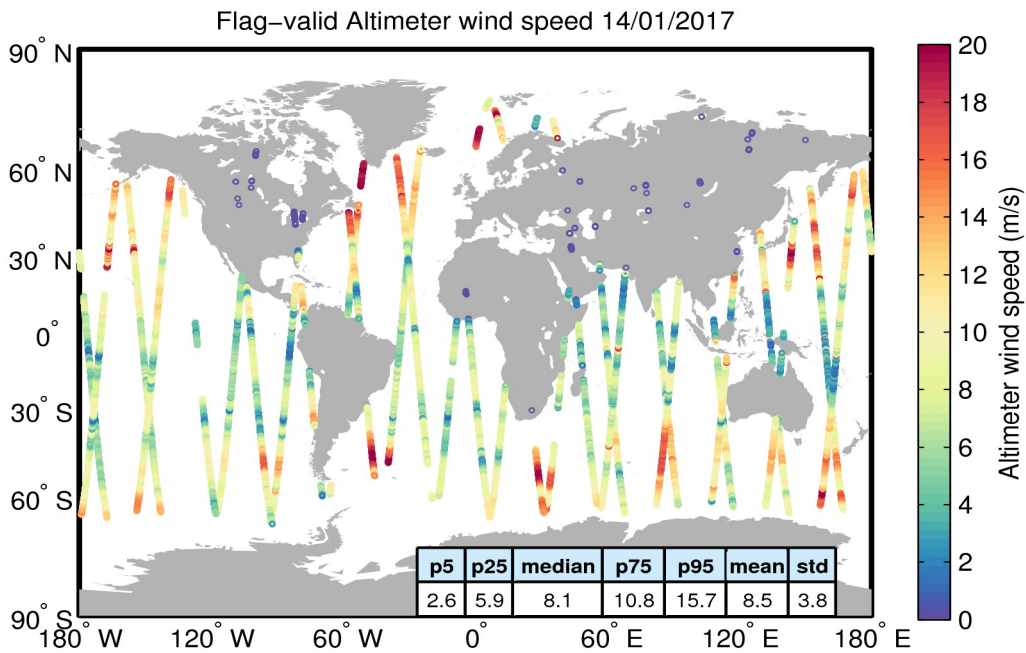 Flag−valid Altimeter wind speed 14/01/2017
90° N
60° N
30° N
0°
30° S
60° S
90° S
180° W
120° W
60° W
0°
60° E
120° E
180° E
p5 p25 median p75 p95 mean std
2.6 5.9 8.1 10.8 15.7 8.5 3.8
20
18
16
14
12
10
8
6
4
2
0
Altimeter wind speed (m/s)